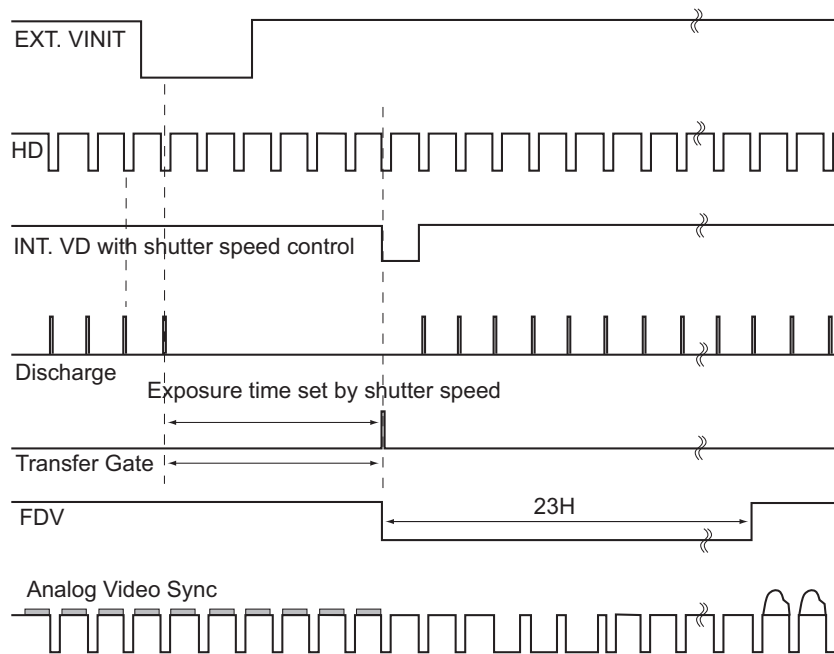 EXT. VINIT
HD
INT. VD with shutter speed control
Discharge
Exposure time set by shutter speed
Transfer Gate
FDV
23H
Analog Video Sync